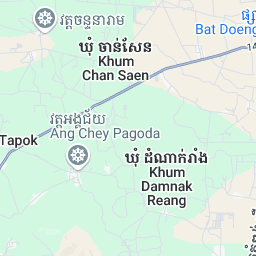 វត្តចន្ទនារាម
ឃុំ ចាន់សែន
Khum
Chan Saen
ផ្សា
Bat Doeng
14
វត្តអង្គជ័យ
Ang Chey Pagoda
Tapok
ឃុំ ដំណាក់រាំង
Khum
Damnak
Reang